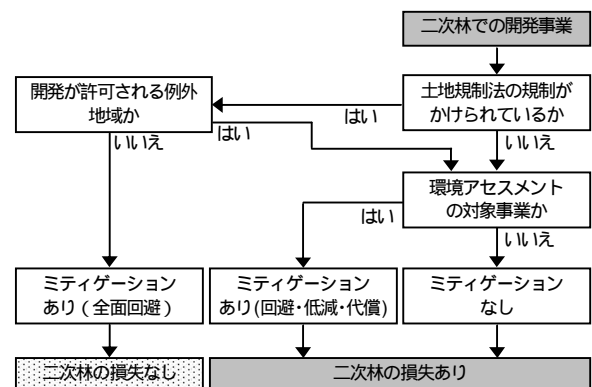 二次林での開発事業
開発が許可される例外
地域か
土地規制法の規制が
かけられているか
はい
はい
いいえ
いいえ
環境アセスメント
の対象事業か
はい
いいえ
ミティゲーション
あり（全面回避）
ミティゲーション
あり(回避・低減・代償)
ミティゲーション
なし
二次林の損失なし
二次林の損失あり